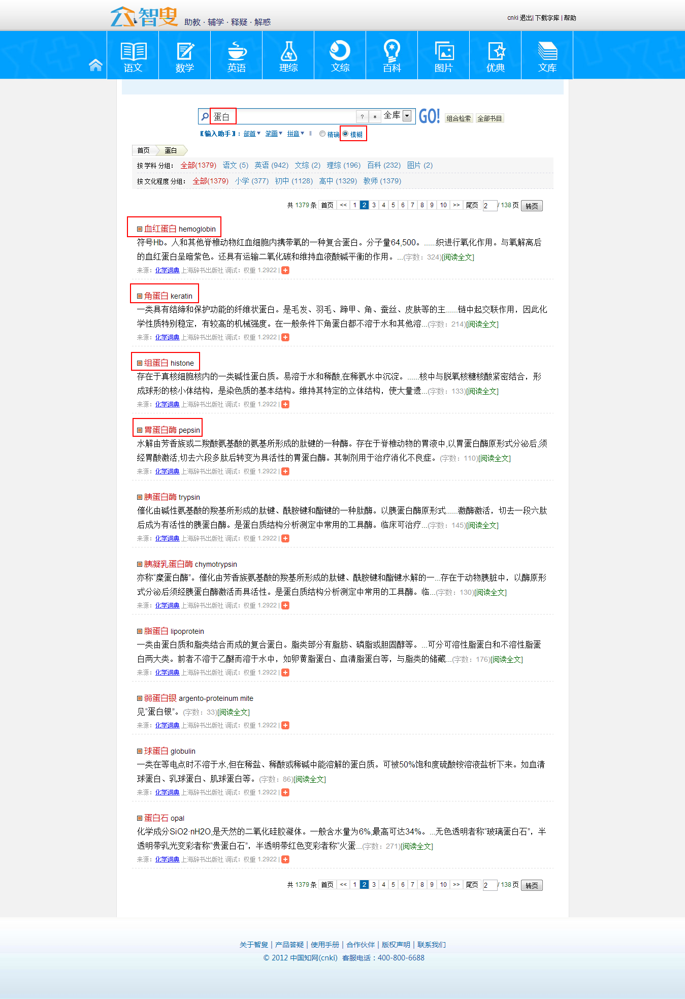 智叟 助教 · 辅学 · 释疑 · 解惑
cnki 退出| 下载字库 | 帮助
语文 数学 英语 理综 文综 百科 图片 优典 文库
蛋白 ? * 全库 GO! 组合检索 全部书目
〖输入助手〗: 部首 笔画 拼音 || 精确 模糊
首页 蛋白
按 学科 分组： 全部(1379) 语文 (5) 英语 (942) 文综 (2) 理综 (196) 百科 (232) 图片 (2)
按 文化程度 分组： 全部(1379) 小学 (377) 初中 (1128) 高中 (1329) 教师 (1379)
共 1379 条 首页 << 1 2 3 4 5 6 7 8 9 10 >> 尾页 2 / 138 页 转页
血红蛋白 hemoglobin
符号Hb。人和其他脊椎动物红血细胞内携带氧的一种复合蛋白。分子量64,500。......织进行氧化作用。与氧解离后
的血红蛋白呈暗紫色。还具有运输二氧化碳和维持血液酸碱平衡的作用。...(字数：324)[阅读全文]
来源：化学词典 上海辞书出版社 调试：权重 1.2922 |
角蛋白 keratin
一类具有结缔和保护功能的纤维状蛋白。是毛发、羽毛、蹄甲、角、蚕丝、皮肤等的主......链中起交联作用，因此化
学性质特别稳定，有较高的机械强度。在一般条件下角蛋白都不溶于水和其他溶...(字数：214)[阅读全文]
来源：化学词典 上海辞书出版社 调试：权重 1.2922 |
组蛋白 histone
存在于真核细胞核内的一类碱性蛋白质。易溶于水和稀酸,在稀氨水中沉淀。......核中与脱氧核糖核酸紧密结合，形
成球形的核小体结构，是染色质的基本结构。维持其特定的立体结构，使大量遗...(字数：133)[阅读全文]
来源：化学词典 上海辞书出版社 调试：权重 1.2922 |
胃蛋白酶 pepsin
水解由芳香族或二羧酸氨基酸的氨基所形成的肽键的一种酶。存在于脊椎动物的胃液中,以胃蛋白酶原形式分泌后,须
经胃酸激活,切去六段多肽后转变为具活性的胃蛋白酶。其制剂用于治疗消化不良症。(字数：110)[阅读全文]
来源：化学词典 上海辞书出版社 调试：权重 1.2922 |
胰蛋白酶 trypsin
催化由碱性氨基酸的羧基所形成的肽键、酰胺键和酯键的一种肽酶。以胰蛋白酶原形式......激酶激活，切去一段六肽
后成为有活性的胰蛋白酶。是蛋白质结构分析测定中常用的工具酶。临床可治疗...(字数：145)[阅读全文]
来源：化学词典 上海辞书出版社 调试：权重 1.2922 |
胰凝乳蛋白酶 chymotrypsin
亦称“糜蛋白酶”。催化由芳香族氨基酸的羧基所形成的肽键、酰胺键和酯键水解的一...存在于动物胰脏中，以酶原形
式分泌后须经胰蛋白酶激活而具活性。是蛋白质结构分析测定中常用的工具酶。临...(字数：130)[阅读全文]
来源：化学词典 上海辞书出版社 调试：权重 1.2922 |
脂蛋白 lipoprotein
一类由蛋白质和脂类结合而成的复合蛋白。脂类部分有脂肪、磷脂或胆固醇等。...可分可溶性脂蛋白和不溶性脂蛋
白两大类。前者不溶于乙醚而溶于水中，如卵黄脂蛋白、血清脂蛋白等，与脂类的储藏...(字数：176)[阅读全文]
来源：化学词典 上海辞书出版社 调试：权重 1.2922 |
弱蛋白银 argento-proteinum mite
见“蛋白银”。(字数：33)[阅读全文]
来源：化学词典 上海辞书出版社 调试：权重 1.2922 |
球蛋白 globulin
一类在等电点时不溶于水,但在稀盐、稀酸或稀碱中能溶解的蛋白质。可被50%饱和度硫酸铵溶液盐析下来。如血清
球蛋白、乳球蛋白、肌球蛋白等。(字数：86)[阅读全文]
来源：化学词典 上海辞书出版社 调试：权重 1.2922 |
蛋白石 opal
化学成分SiO2·nH2O,是天然的二氧化硅胶凝体。一般含水量为6%,最高可达34%。...无色透明者称“玻璃蛋白石”，半
透明带乳光变彩者称“贵蛋白石”，半透明带红色变彩者称“火蛋...(字数：271)[阅读全文]
来源：化学词典 上海辞书出版社 调试：权重 1.2922 |
共 1379 条 首页 << 1 2 3 4 5 6 7 8 9 10 >> 尾页 2 / 138 页 转页
关于智叟 | 产品答疑 | 使用手册 | 合作伙伴 | 版权声明 | 联系我们
© 2012 中国知网(cnki) 客服电话：400-800-6688